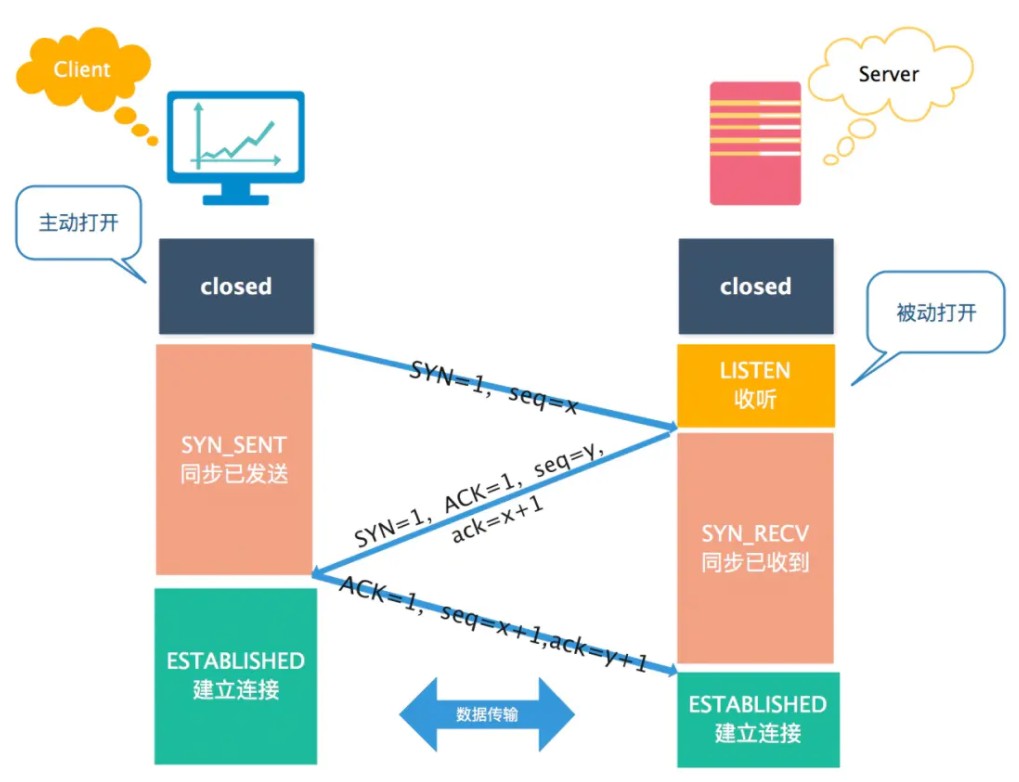 Client
Server
主动打开
closed
closed
被动打开
LISTEN
收听
SYN=1, seq=x
SYN_SENT
同步已发送
SYN=1, ACK=1, seq=y,
ack=x+1
SYN_RECV
同步已收到
ACK=1, seq=x+1,ack=y+1
ESTABLISHED
建立连接
数据传输
ESTABLISHED
建立连接